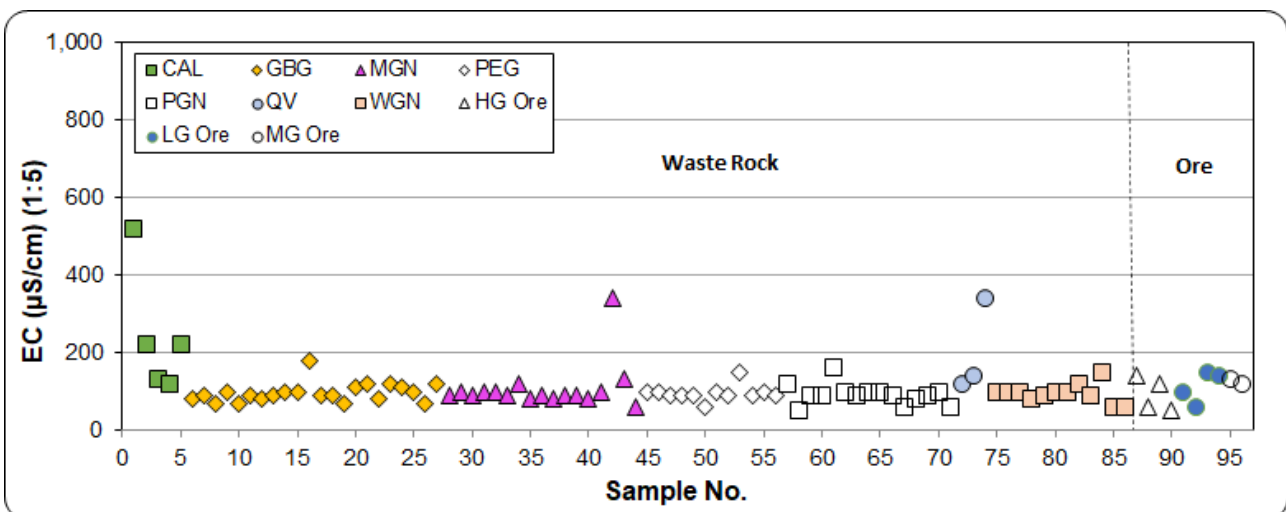 1,000
800
600
400
200
0
EC (µS/cm) (1:5)
CAL GBG MGN PEG
PGN QV WGN HG Ore
LG Ore MG Ore
Waste Rock
Ore
0 5 10 15 20 25 30 35 40 45 50 55 60 65 70 75 80 85 90 95
Sample No.